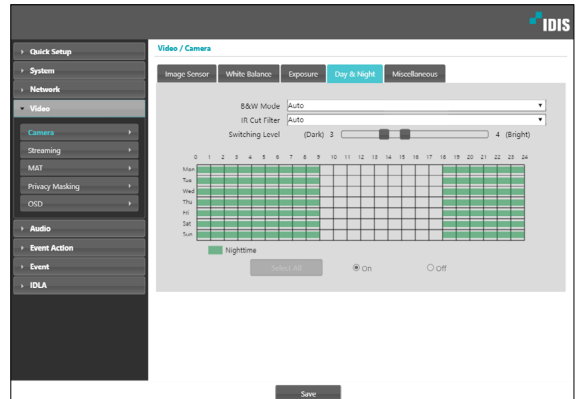 IDIS
Quick Setup
System
Network
Video
Camera
Streaming
MAT
Privacy Masking
OSD
Audio
Event Action
Event
IDLA
Video / Camera
Image Sensor White Balance Exposure Day & Night Miscellaneous
B&W Mode Auto
IR Cut Filter Auto
Switching Level (Dark) 3 4 (Bright)
0 1 2 3 4 5 6 7 8 9 10 11 12 13 14 15 16 17 18 19 20 21 22 23 24
Mon
Tue
Wed
Thu
Fri
Sat
Sun
Nighttime
Select All On Off
Save